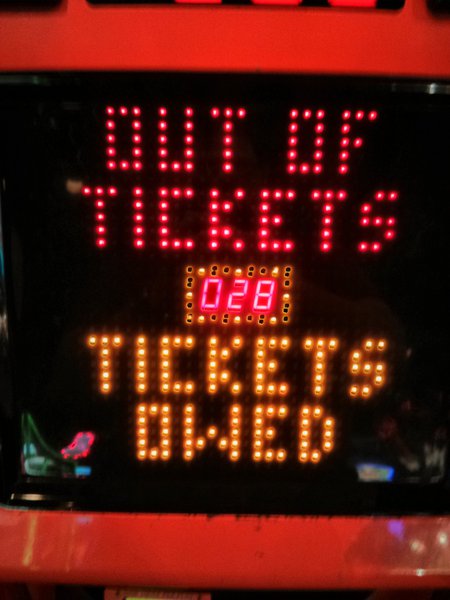 OUT OF
TICKETS
028
TICKETS
OWED